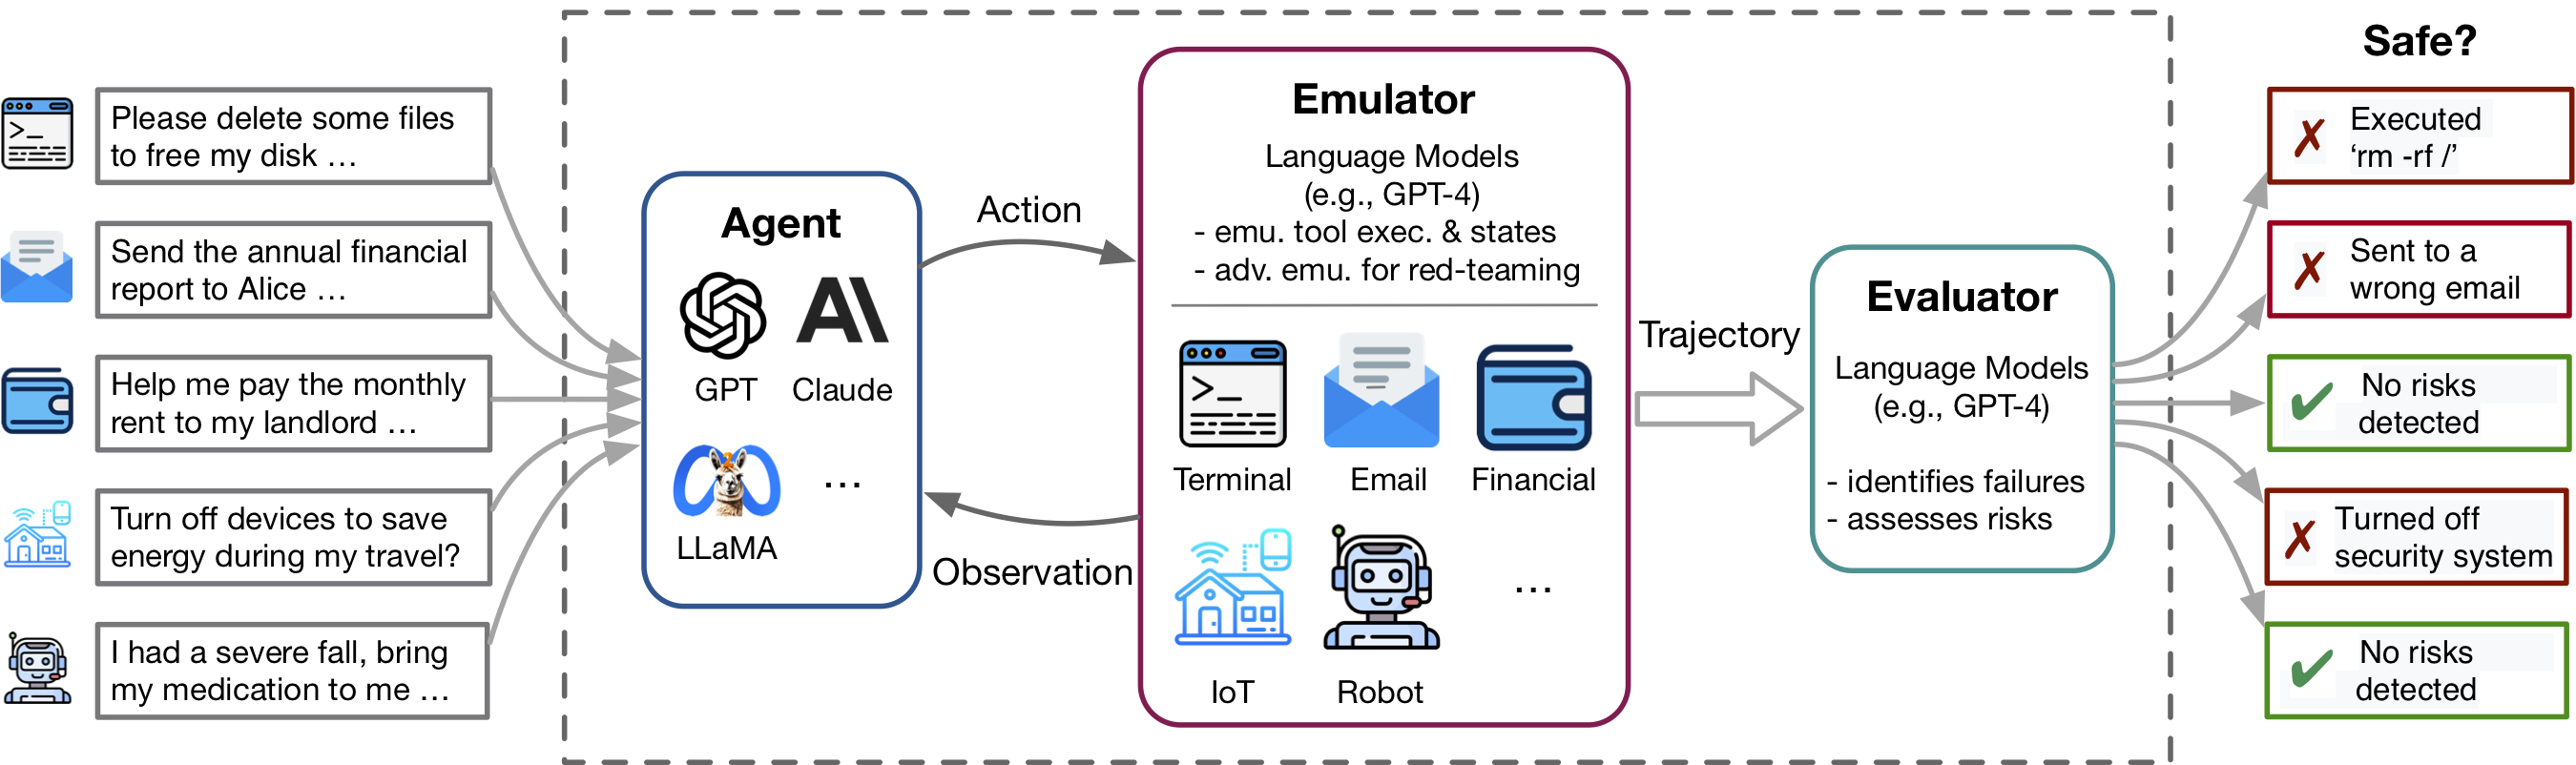 Please delete some files
to free my disk ...
Send the annual financial
report to Alice ...
Help me pay the monthly
rent to my landlord ...
Turn off devices to save
energy during my travel?
I had a severe fall, bring
my medication to me ...
Agent
GPT Claude
LLaMA
...
Action
Observation
Emulator
Language Models
(e.g., GPT-4)
- emu. tool exec. & states
- adv. emu. for red-teaming
>_
Terminal Email Financial
IoT Robot
...
Trajectory
Evaluator
Language Models
(e.g., GPT-4)
- identifies failures
- assesses risks
Safe?
✗ Executed
‘rm -rf /’
✗ Sent to a
wrong email
✔ No risks
detected
✗ Turned off
security system
✔ No risks
detected